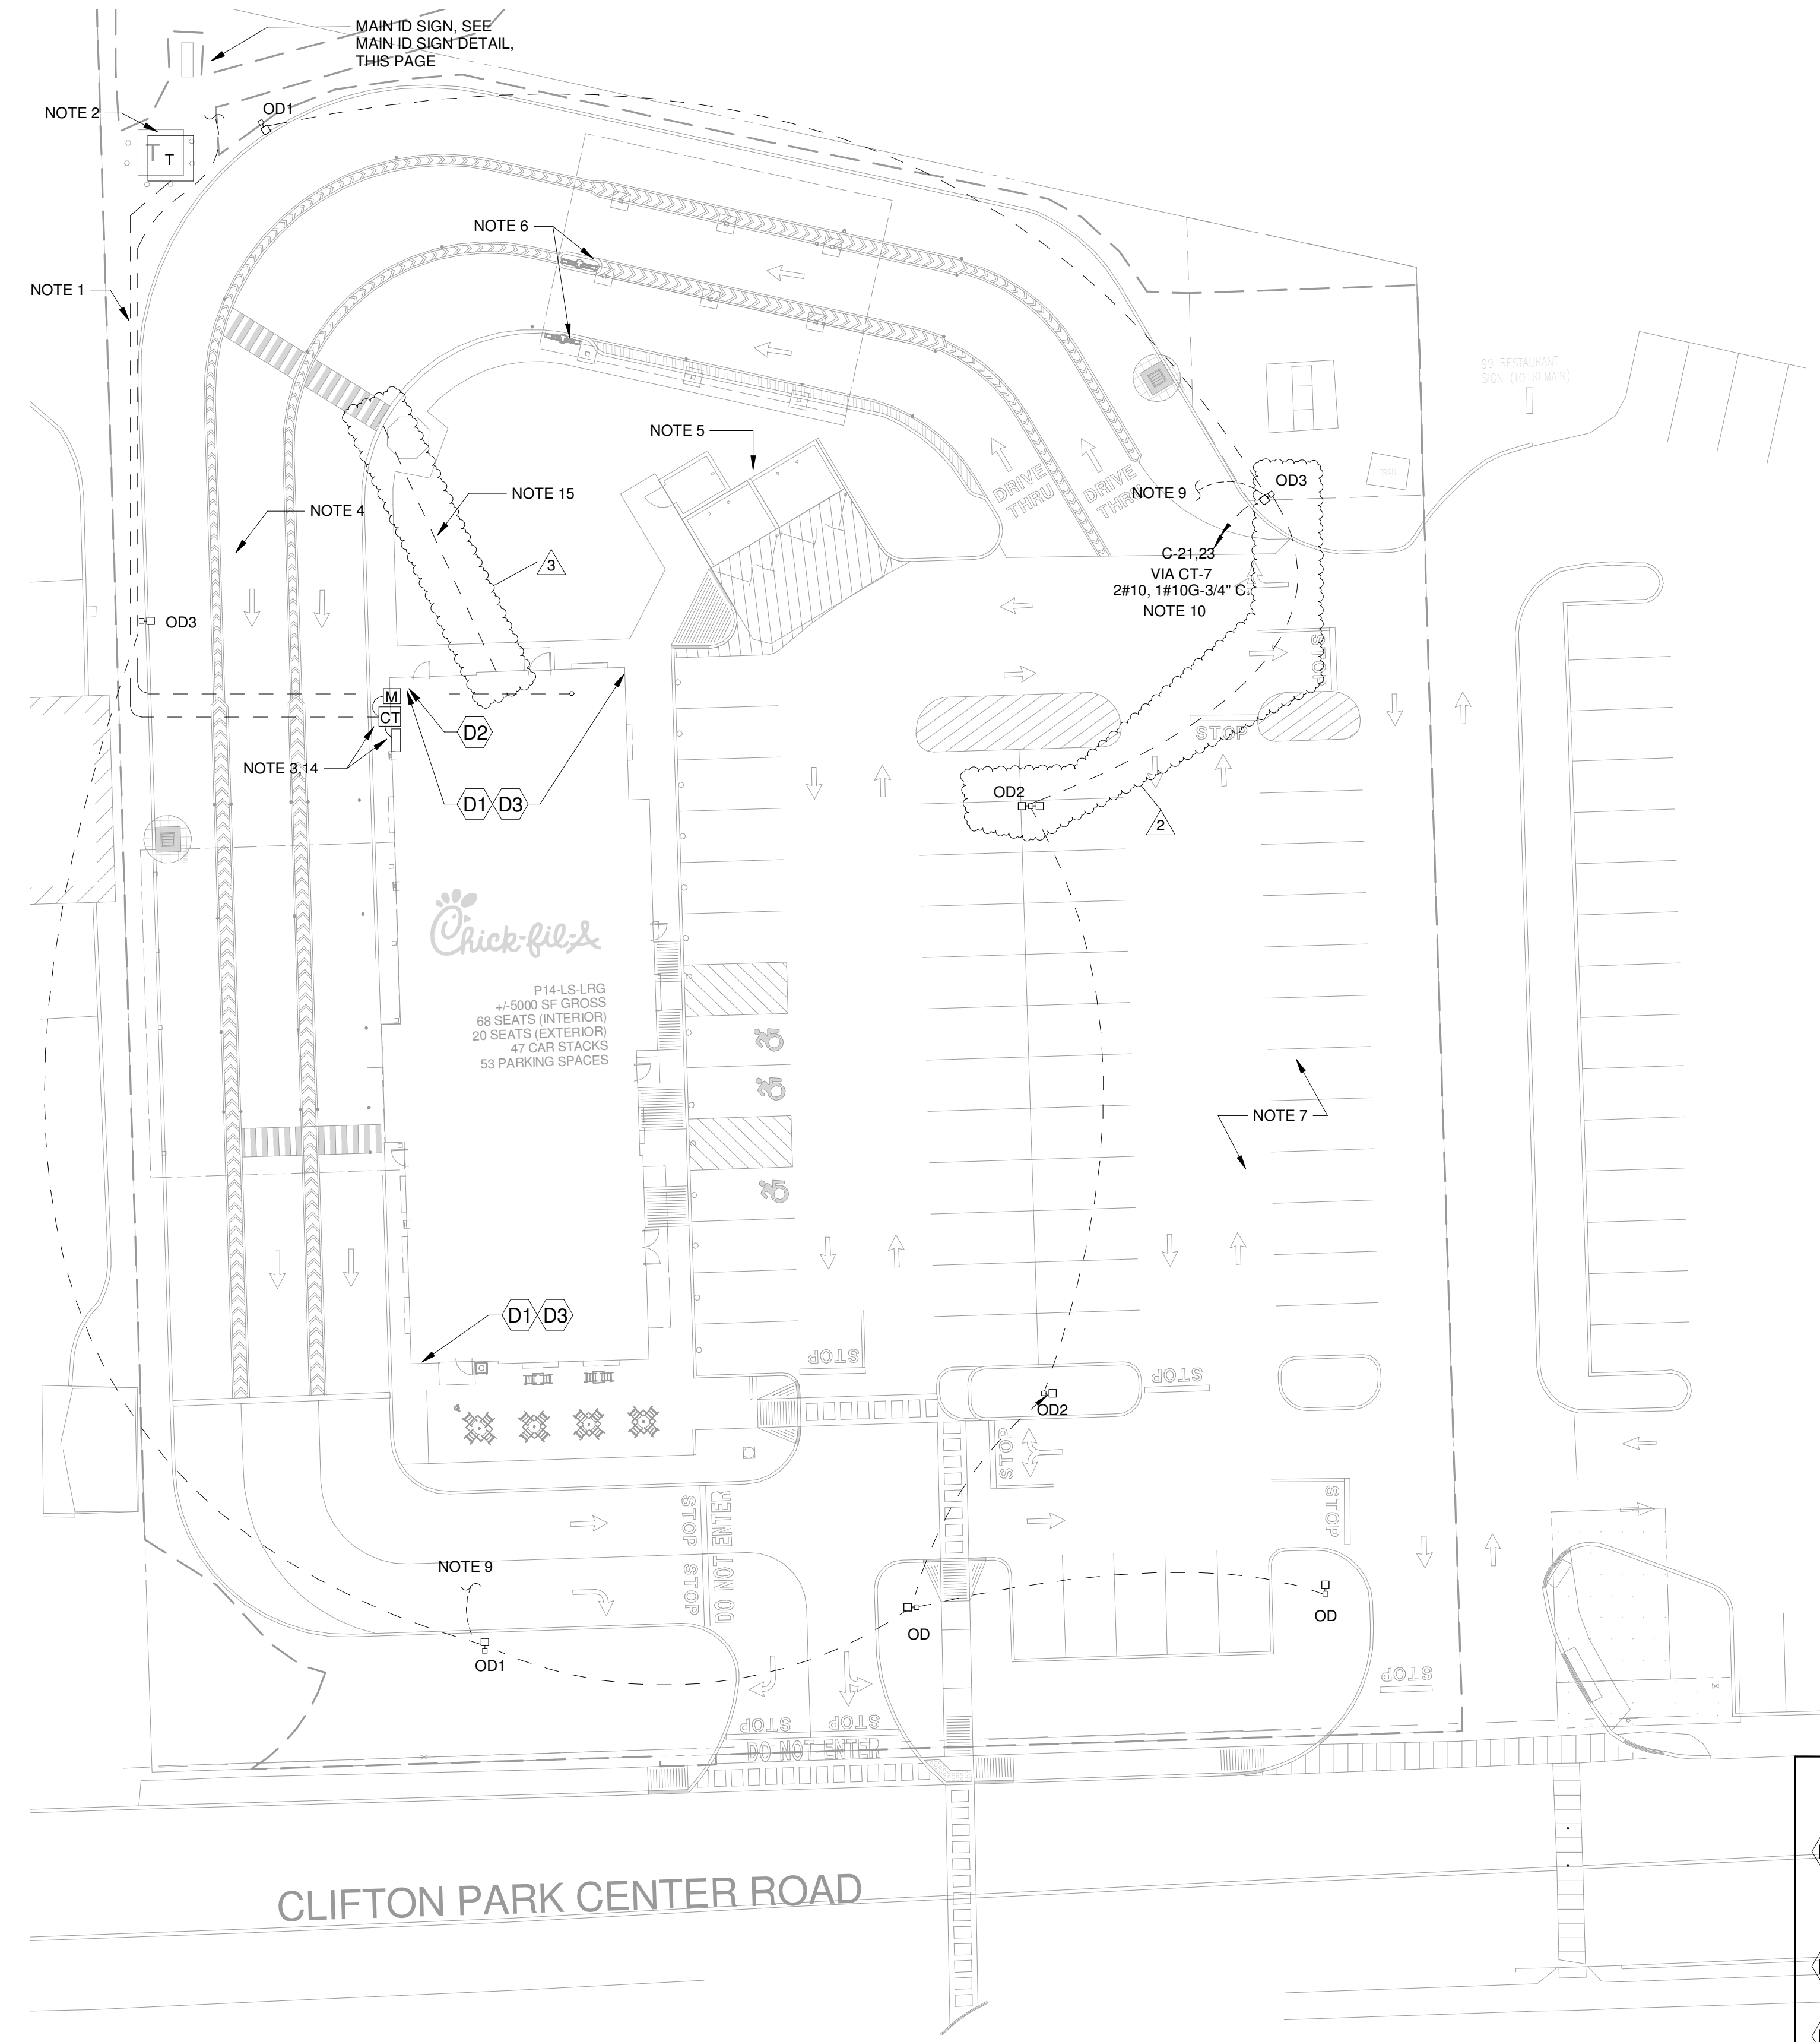 MAIN ID SIGN, SEE
MAIN ID SIGN DETAIL,
THIS PAGE
NOTE 2
OD1
T
T
NOTE 6
NOTE 1
99 RESTAURANT
SIGN (TO REMAIN)
NOTE 5
TRAN
DRIVE
THRU
DRIVE
THRU
NOTE 9
OD3
NOTE 15
NOTE 4
C-21,23
VIA CT-7
2#10, 1#10G-3/4" C.
NOTE 10
3
OD3
STOP
M
CT
D2
NOTE 3,14
STOP
D1
D3
OD2
2
Chick-fil-A
P14-LS-LRG
+/-5000 SF GROSS
68 SEATS (INTERIOR)
20 SEATS (EXTERIOR)
47 CAR STACKS
53 PARKING SPACES
NOTE 7
D1
D3
STOP
STOP
OD2
STOP
STOP
DO NOT ENTER
STOP
STOP
NOTE 9
OD
OD
OD1
STOP
STOP
STOP
DO NOT ENTER
CLIFTON PARK CENTER ROAD